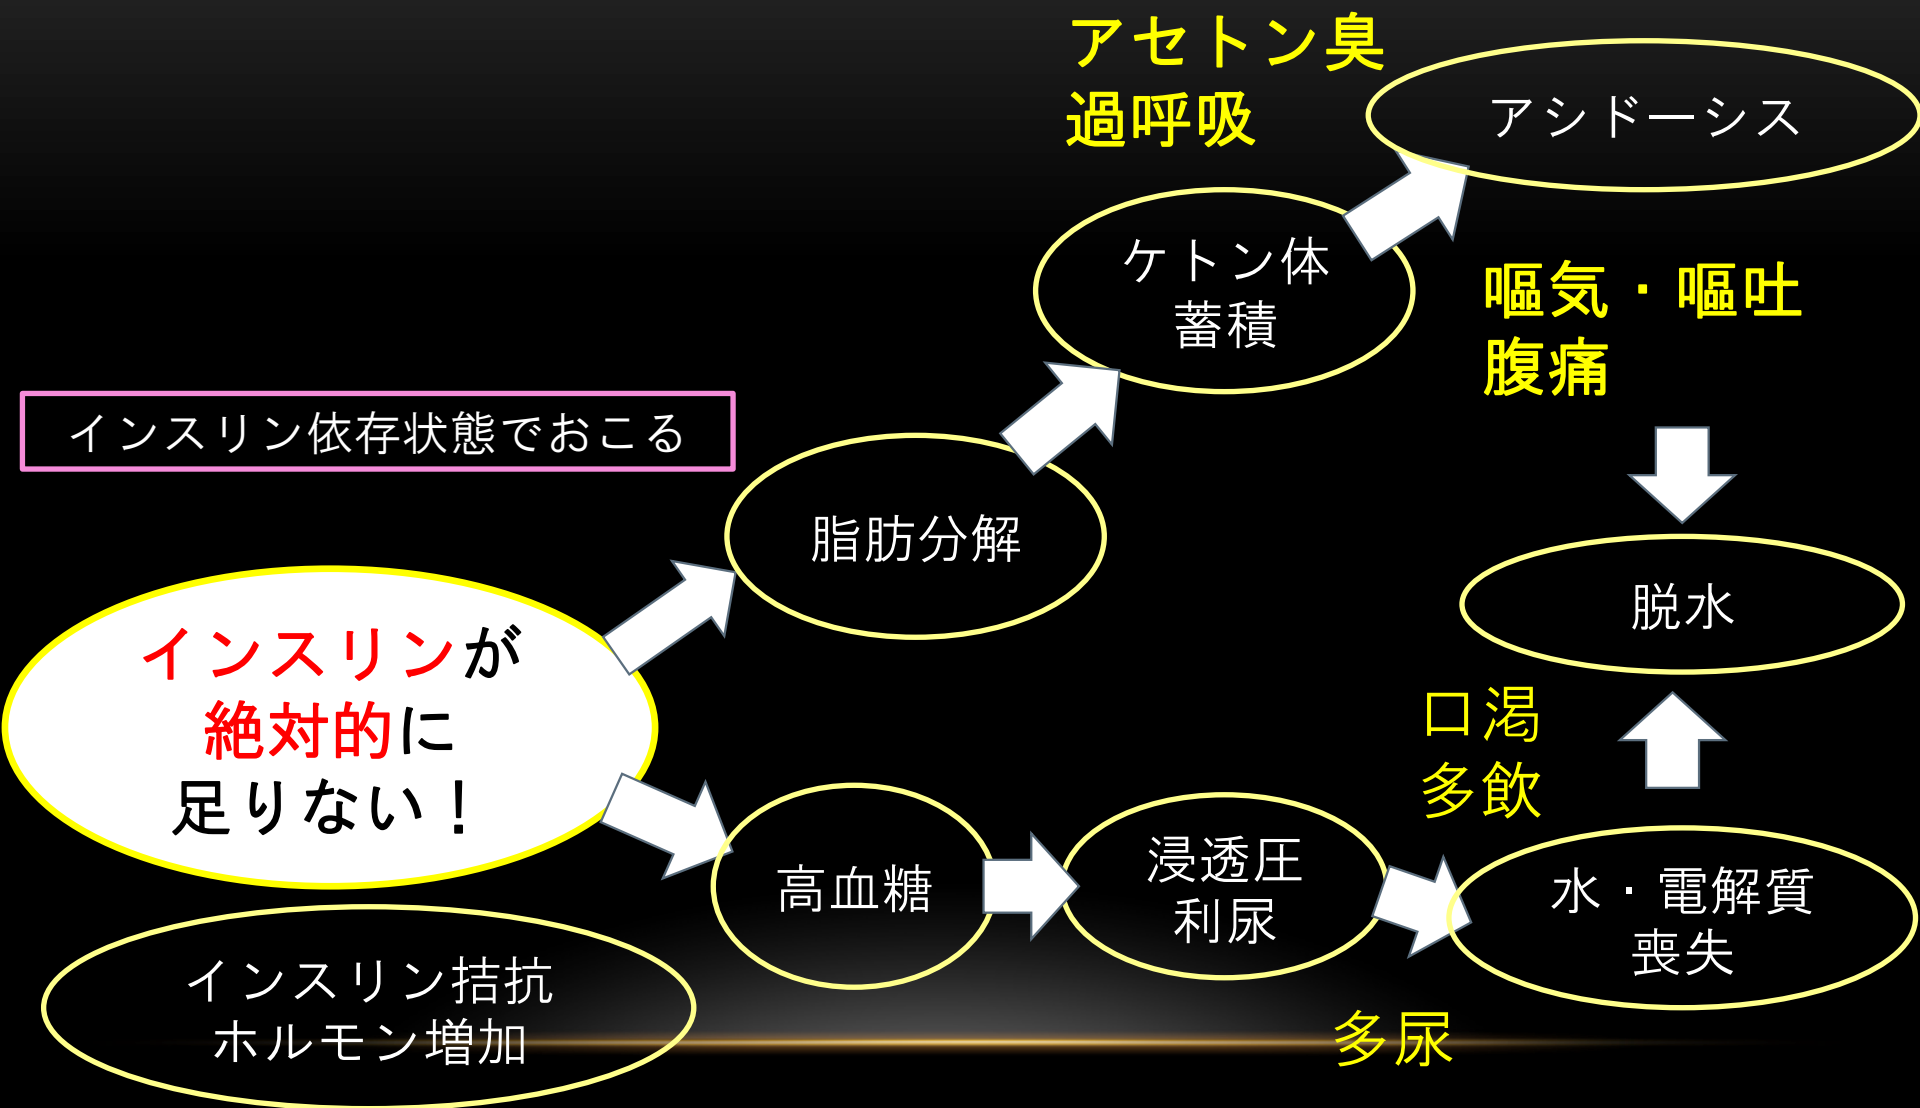 アセトン臭
過呼吸
アシドーシス
ケトン体
蓄積
嘔気・嘔吐
腹痛
インスリン依存状態でおこる
脂肪分解
脱水
インスリンが
絶対的に
足りない！
口渇
多飲
高血糖
浸透圧
利尿
水・電解質
喪失
インスリン拮抗
ホルモン増加
多尿